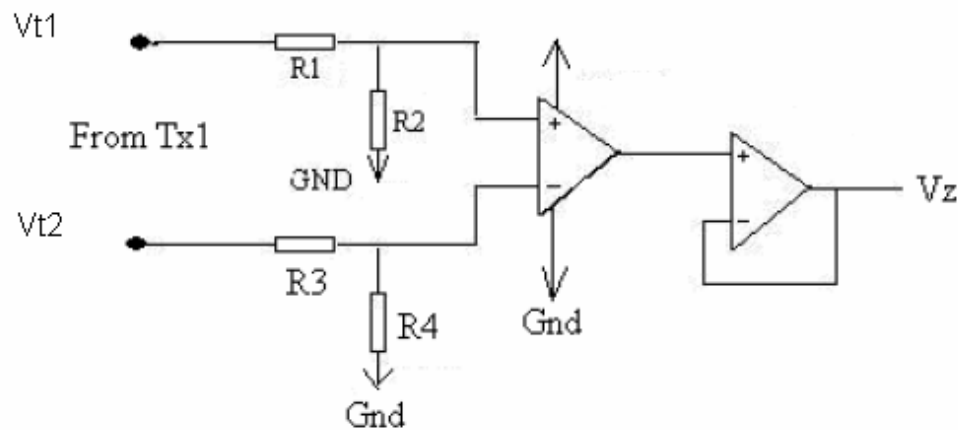 Vt1
R1
From Tx1
R2
+
GND
−
+
Vz
−
Vt2
R3
R4
Gnd
Gnd